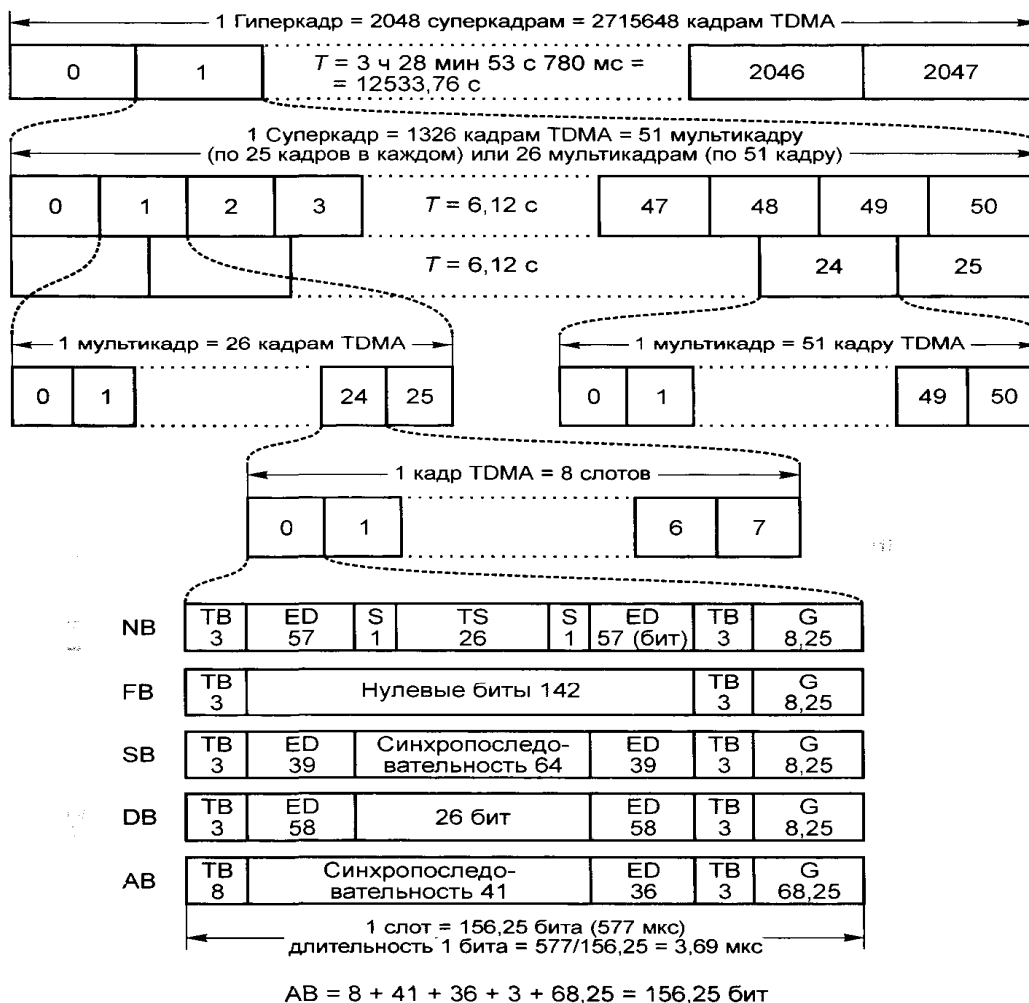 1 Гиперкадр = 2048 суперкадрам = 2715648 кадрам TDMA
0 1 T = 3 ч 28 мин 53 с 780 мс = 2046 2047
= 12533,76 с
1 Суперкадр = 1326 кадрам TDMA = 51 мультикадру
(по 25 кадров в каждом) или 26 мультикадрам (по 51 кадру)
0 1 2 3 T = 6,12 с 47 48 49 50
T = 6,12 с 24 25
1 мультикадр = 26 кадрам TDMA 1 мультикадр = 51 кадру TDMA
0 1 24 25 0 1 49 50
1 кадр TDMA = 8 слотов
0 1 6 7
NB TB 3 ED 57 S 1 TS 26 S 1 ED 57 (бит) TB 3 G 8,25
FB TB 3 Нулевые биты 142 TB 3 G 8,25
SB TB 3 ED 39 Синхропоследо-
вательность 64 ED 39 TB 3 G 8,25
DB TB 3 ED 58 26 бит ED 58 TB 3 G 8,25
AB TB 8 Синхропоследо-
вательность 41 ED 36 TB 3 G 68,25
1 слот = 156,25 бита (577 мкс)
длительность 1 бита = 577/156,25 = 3,69 мкс
AB = 8 + 41 + 36 + 3 + 68,25 = 156,25 бит